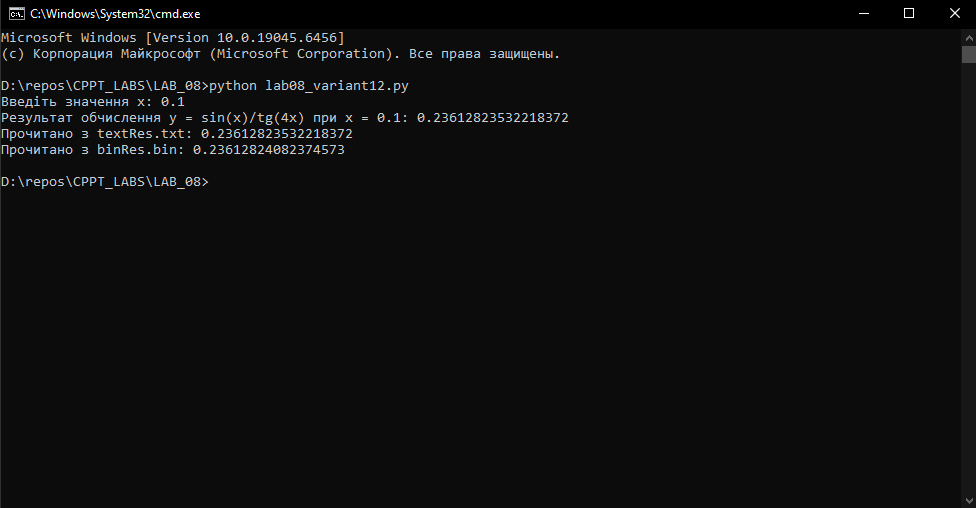 C:\Windows\System32\cmd.exe
Microsoft Windows [Version 10.0.19045.6456]
(c) Корпорация Майкрософт (Microsoft Corporation). Все права защищены.
D:\repos\CPPT_LABS\LAB_08>python lab08_variant12.py
Введіть значення x: 0.1
Результат обчислення y = sin(x)/tg(4x) при x = 0.1: 0.23612823532218372
Прочитано з textRes.txt: 0.23612823532218372
Прочитано з binRes.bin: 0.23612824082374573
D:\repos\CPPT_LABS\LAB_08>